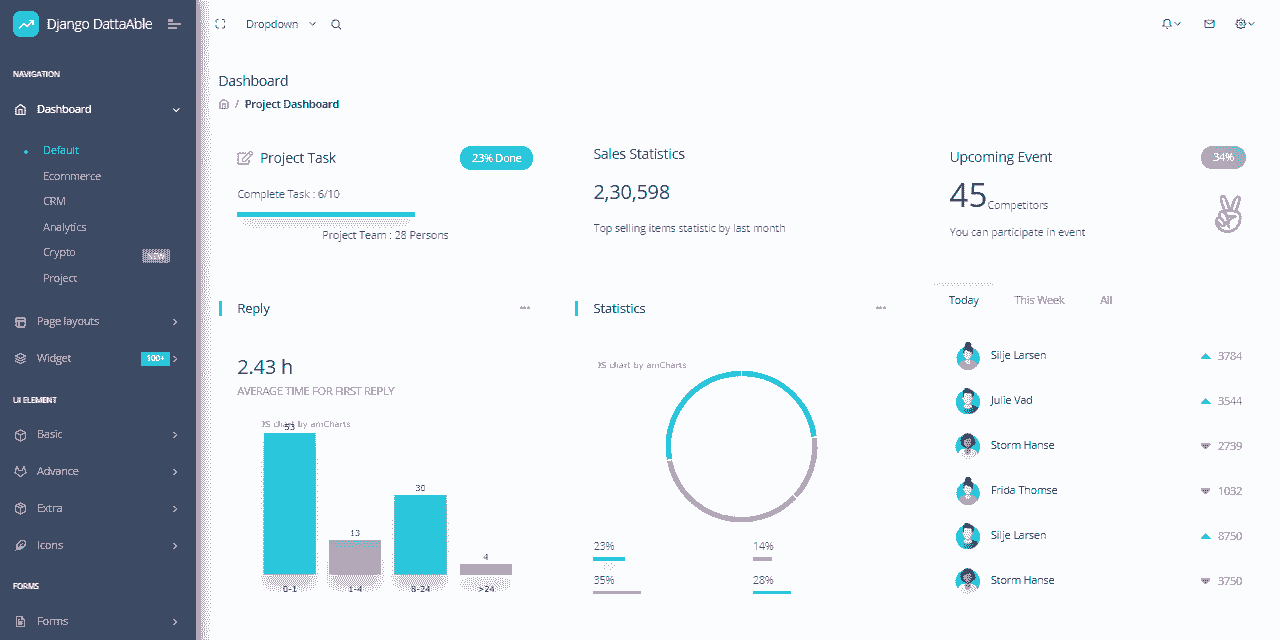 Django DattaAble
Dropdown
NAVIGATION
Dashboard
Default
Ecommerce
CRM
Analytics
Crypto
NEW
Project
Page layouts
Widget
100+
UI ELEMENT
Basic
Advance
Extra
Icons
FORMS
Forms
Dashboard
/ Project Dashboard
Project Task
23% Done
Complete Task : 6/10
Project Team : 28 Persons
Sales Statistics
2,30,598
Top selling items statistic by last month
Upcoming Event
34%
45 Competitors
You can participate in event
Reply
2.43 h
AVERAGE TIME FOR FIRST REPLY
JS chart by amCharts
53
13
30
4
0-1
1-4
8-24
>24
Statistics
JS chart by amCharts
23%
14%
35%
28%
Today This Week All
Silje Larsen 3784
Julie Vad 3544
Storm Hanse 2739
Frida Thomse 1032
Silje Larsen 8750
Storm Hanse 3750